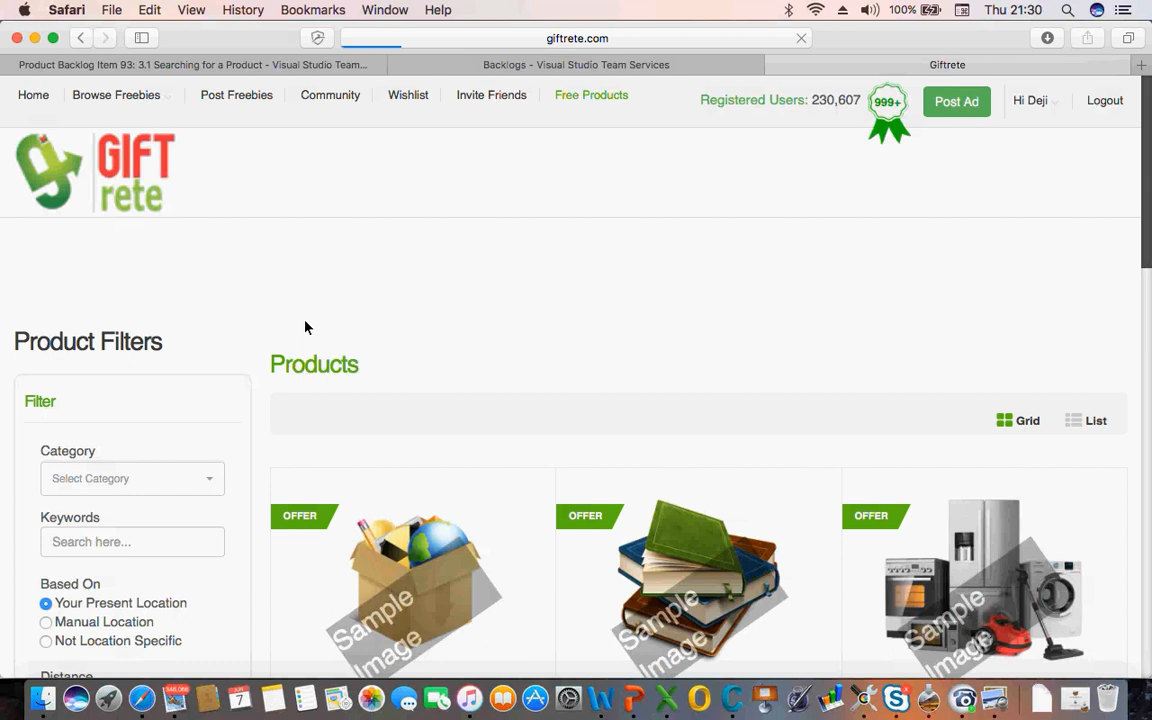 Safari File Edit View History Bookmarks Window Help 100% Thu 21:30
giftrete.com
Product Backlog Item 93: 3.1 Searching for a Product - Visual Studio Team... Backlogs - Visual Studio Team Services Giftrete
Home Browse Freebies Post Freebies Community Wishlist Invite Friends Free Products Registered Users: 230,607 999+ Post Ad Hi Deji Logout
GIFT
rete
Product Filters
Products
Filter
Grid List
Category
Select Category
Keywords
Search here...
OFFER OFFER OFFER
Based On
Your Present Location
Manual Location
Not Location Specific
Sample Image
Sample Image
Sample Image
Distance